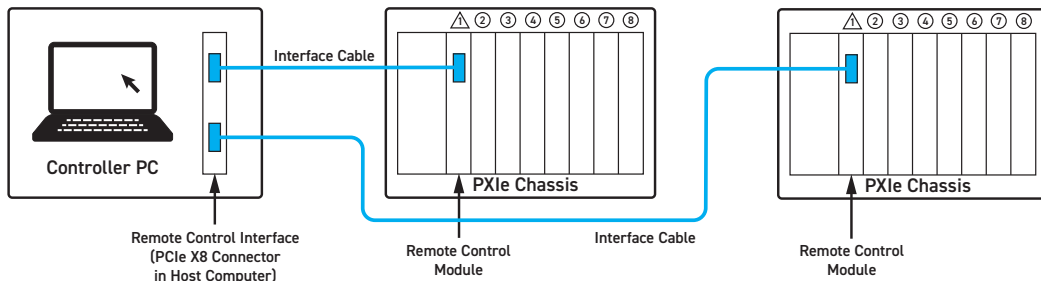 1 2 3 4 5 6 7 8
1 2 3 4 5 6 7 8
Interface Cable
Controller PC
PXIe Chassis
PXIe Chassis
Remote Control Interface
(PCIe X8 Connector
in Host Computer)
Remote Control
Module
Interface Cable
Remote Control
Module